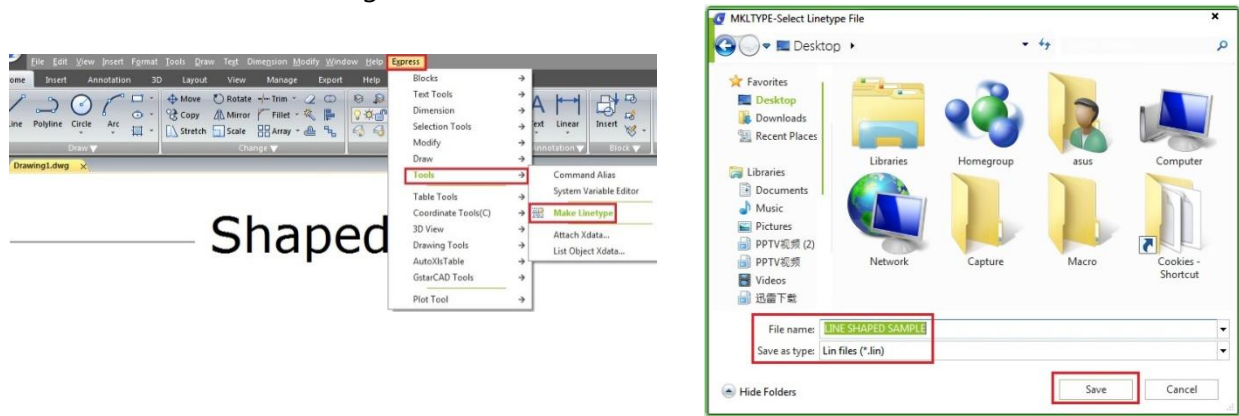 File Edit View Insert Format Tools Draw Text Dimension Modify Window Help Express
ome Insert Annotation 3D Layout View Manage Export Help
ine Polyline Circle Arc
Move Rotate Trim
Copy Mirror Fillet
Stretch Scale Array
Draw Change
ext Linear Insert
nnotation Block
Drawing1.dwg x
Shaped
Blocks
Text Tools
Dimension
Selection Tools
Modify
Draw
Tools
Table Tools
Coordinate Tools(C)
3D View
Drawing Tools
AutoXlsTable
GstarCAD Tools
Plot Tool
Command Alias
System Variable Editor
Make Linetype
Attach Xdata...
List Object Xdata...
MKLTYPE-Select Linetype File
Desktop
Favorites
Desktop
Downloads
Recent Places
Libraries
Documents
Music
Pictures
PPTV视频 (2)
PPTV视频
Videos
迅雷下载
Libraries Homegroup asus Computer
Network Capture Macro Cookies -
Shortcut
File name: LINE SHAPED SAMPLE
Save as type: Lin files (*.lin)
Hide Folders Save Cancel